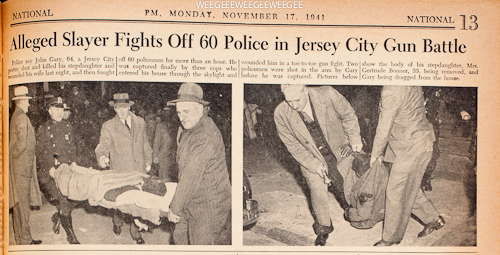 WEEGEEWEEGEEWEEGEE
NATIONAL
PM, MONDAY, NOVEMBER 17, 1941
NATIONAL 13
Alleged Slayer Fights Off 60 Police in Jersey City Gun Battle
Police say John Gary, 64, a Jersey City
porter, shot and killed his stepdaughter and
wounded his wife last night, and then fought
off 60 policemen for more than an hour. He
was captured finally by three cops who
entered his house through the skylight and
wounded him in a toe-to-toe gun fight. Two
policemen were shot in the arm by Gary
before he was captured. Pictures below
show the body of his stepdaughter, Mrs.
Gertrude Bonner, 35, being removed, and
Gary being dragged from the house.